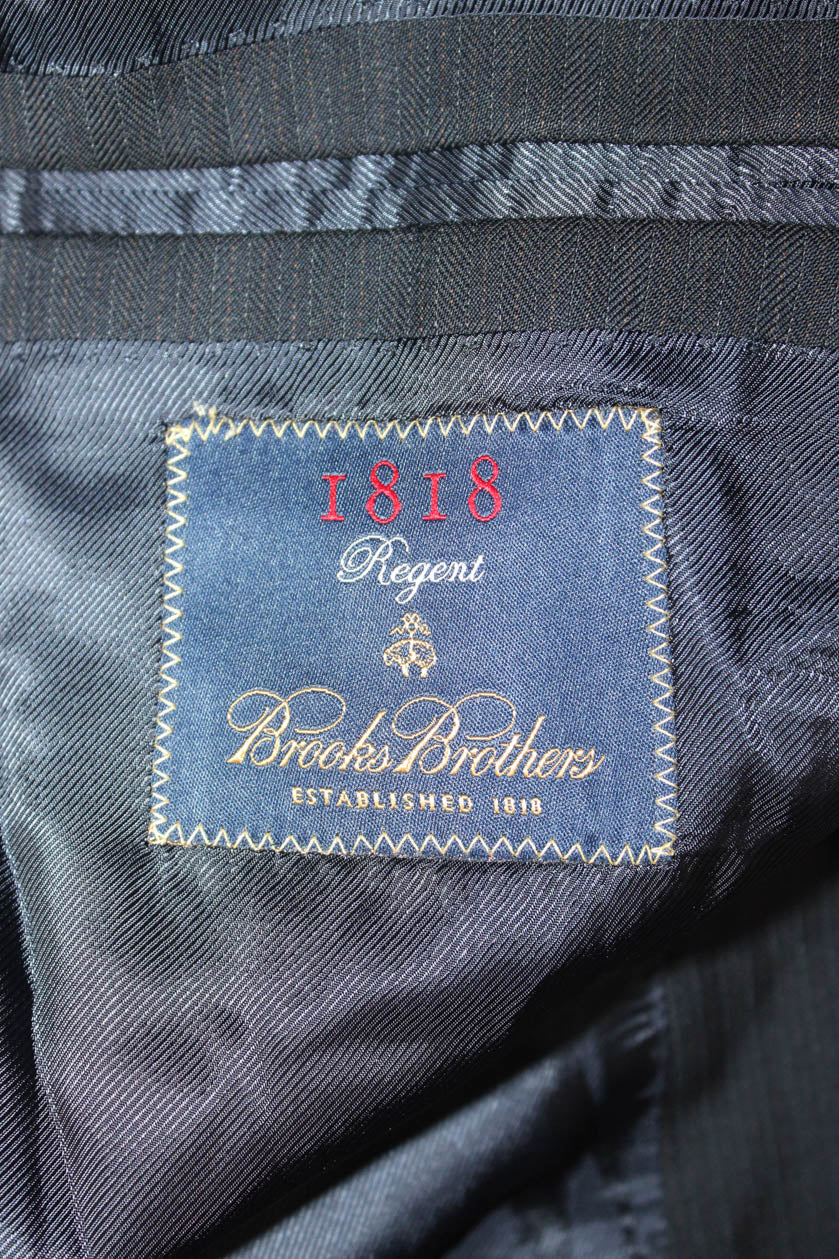 1818
Regent
Brooks Brothers
ESTABLISHED 1818